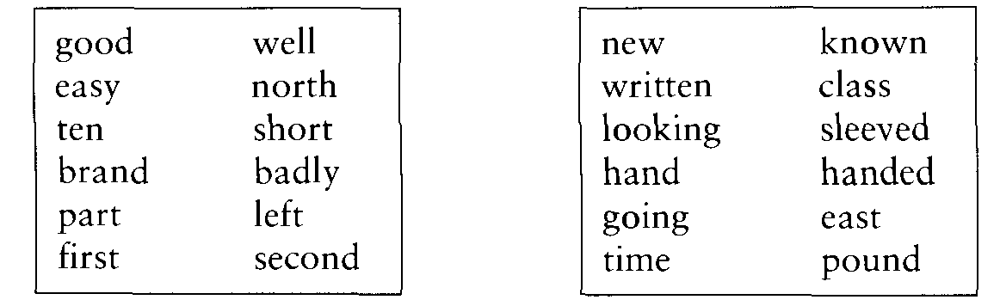 good well
easy north
ten short
brand badly
part left
first second
new known
written class
looking sleeved
hand handed
going east
time pound